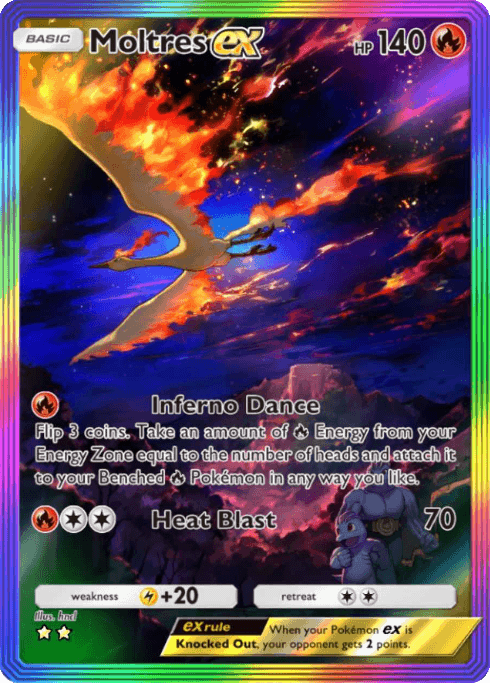 BASIC Moltres ex HP 140
Inferno Dance
Flip 3 coins. Take an amount of Energy from your
Energy Zone equal to the number of heads and attach it
to your Benched Pokémon in any way you like.
Heat Blast 70
weakness +20 retreat
Illus. hncl
ex rule When your Pokémon ex is
Knocked Out, your opponent gets 2 points.